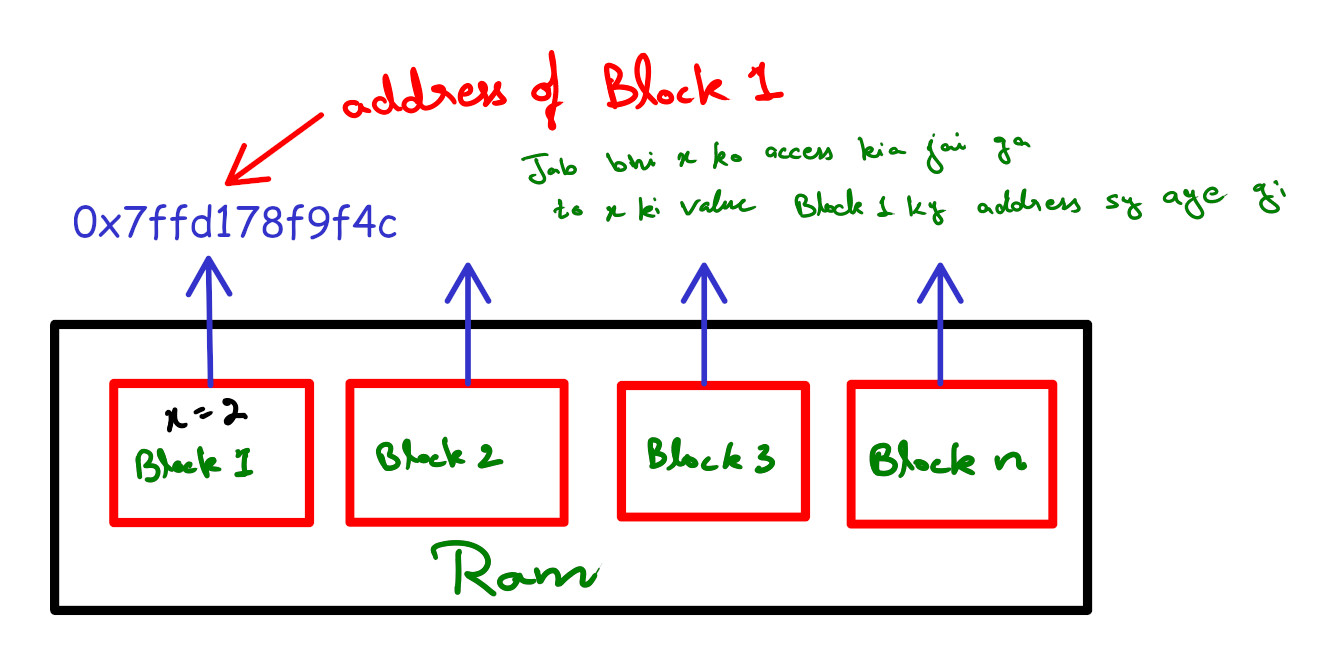 address of Block 1
Jab bhi x ko access kia jai ga
to x ki value Block 1 ky address sy aye gi
0x7ffd178f9f4c
x = 2
Block 1
Block 2
Block 3
Block n
Ram